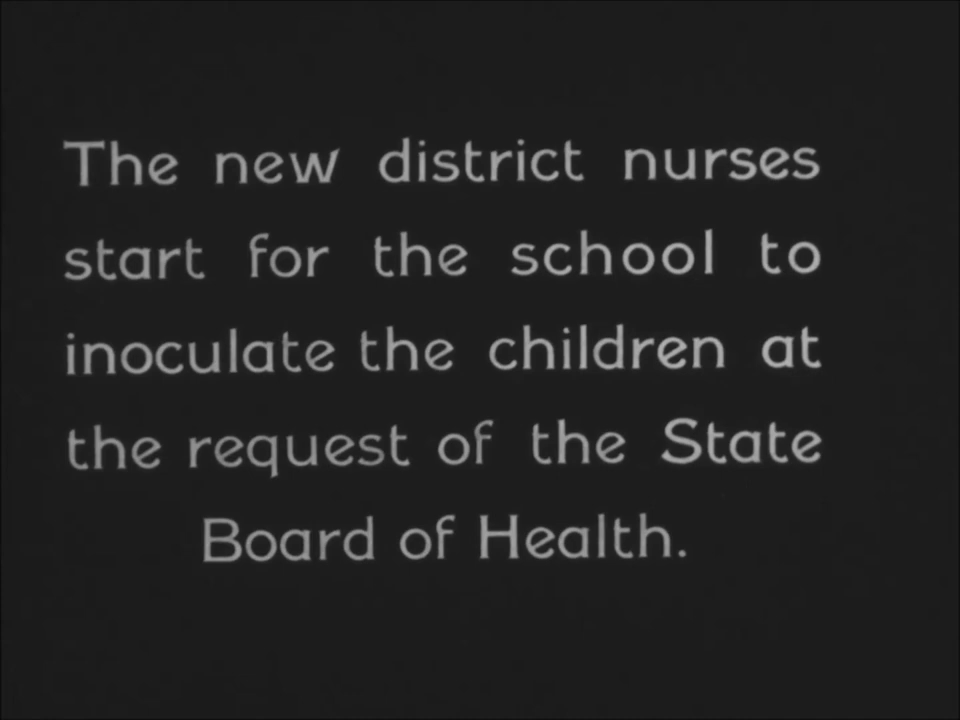 The new district nurses
start for the school to
inoculate the children at
the request of the State
Board of Health.